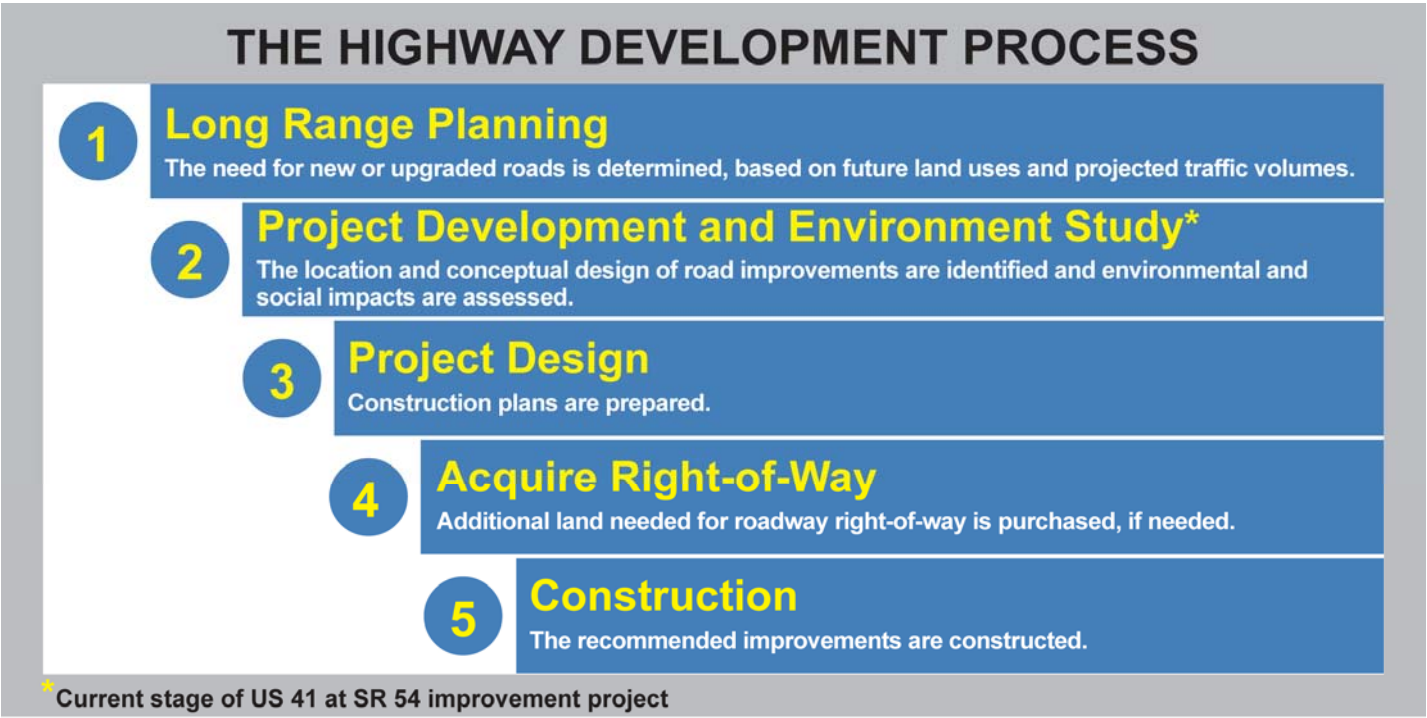 THE HIGHWAY DEVELOPMENT PROCESS
1
Long Range Planning
The need for new or upgraded roads is determined, based on future land uses and projected traffic volumes.
2
Project Development and Environment Study*
The location and conceptual design of road improvements are identified and environmental and
social impacts are assessed.
3
Project Design
Construction plans are prepared.
4
Acquire Right-of-Way
Additional land needed for roadway right-of-way is purchased, if needed.
5
Construction
The recommended improvements are constructed.
*Current stage of US 41 at SR 54 improvement project